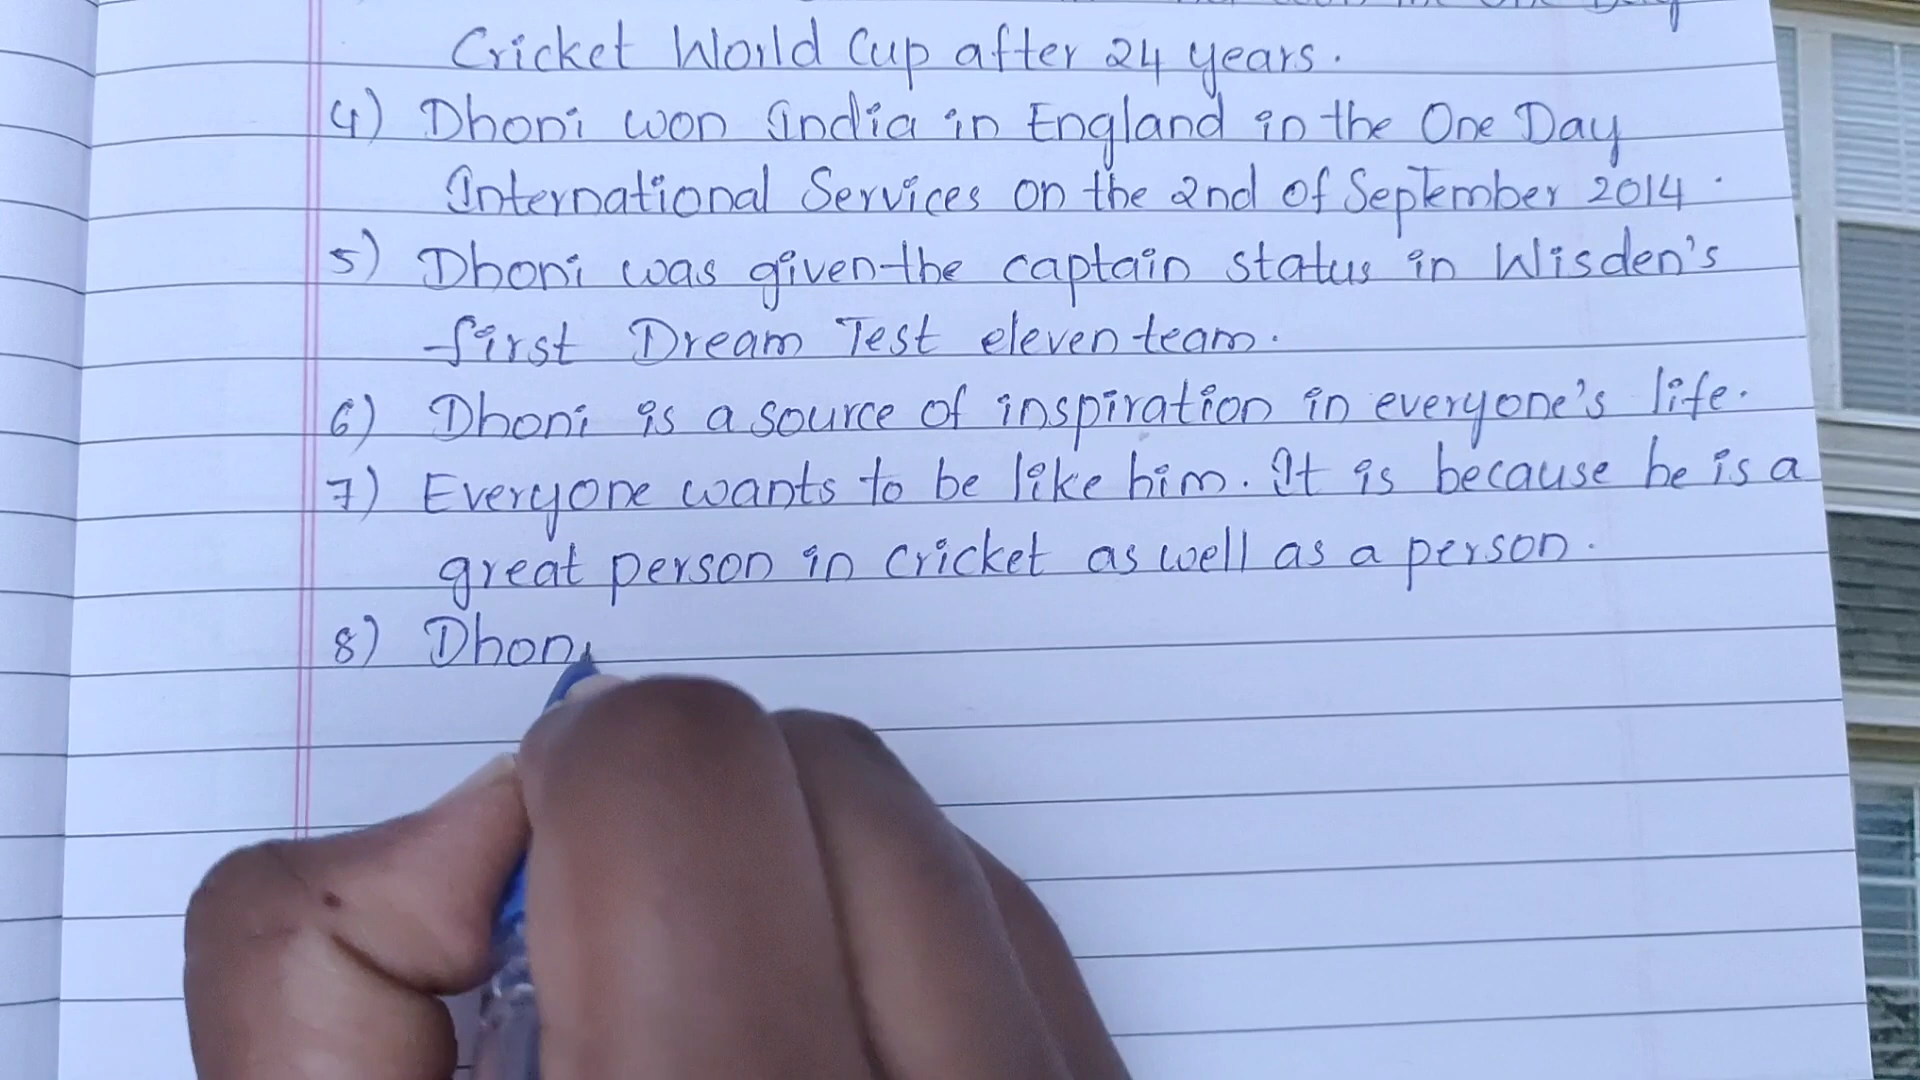 Cricket World Cup after 24 years.
4) Dhoni won India in England in the One Day
International Services on the 2nd of September 2014.
5) Dhoni was given the captain status in Wisden's
first Dream Test eleven team.
6) Dhoni is a source of inspiration in everyone's life.
7) Everyone wants to be like him. It is because he is a
great person in cricket as well as a person.
8) Dhoni